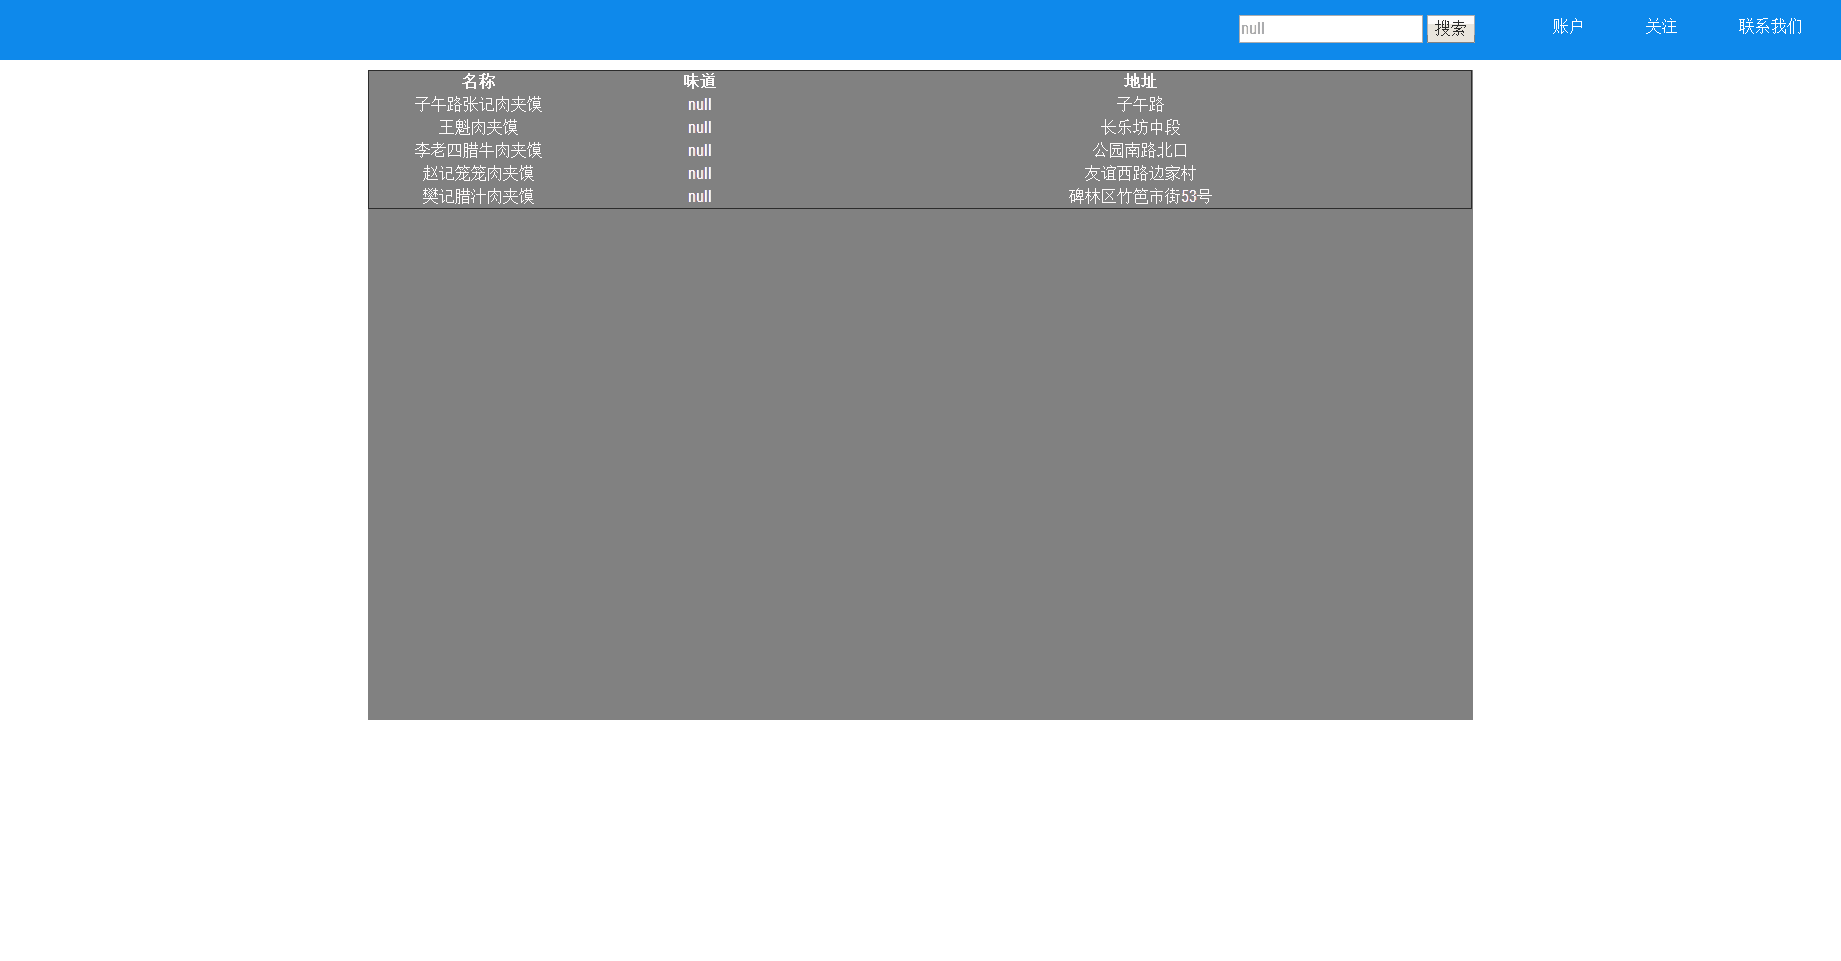 null 搜索 账户 关注 联系我们
名称 味道 地址
子午路张记肉夹馍 null 子午路
王魁肉夹馍 null 长乐坊中段
李老四腊牛肉夹馍 null 公园南路北口
赵记笼笼肉夹馍 null 友谊西路边家村
樊记腊汁肉夹馍 null 碑林区竹笆市街53号